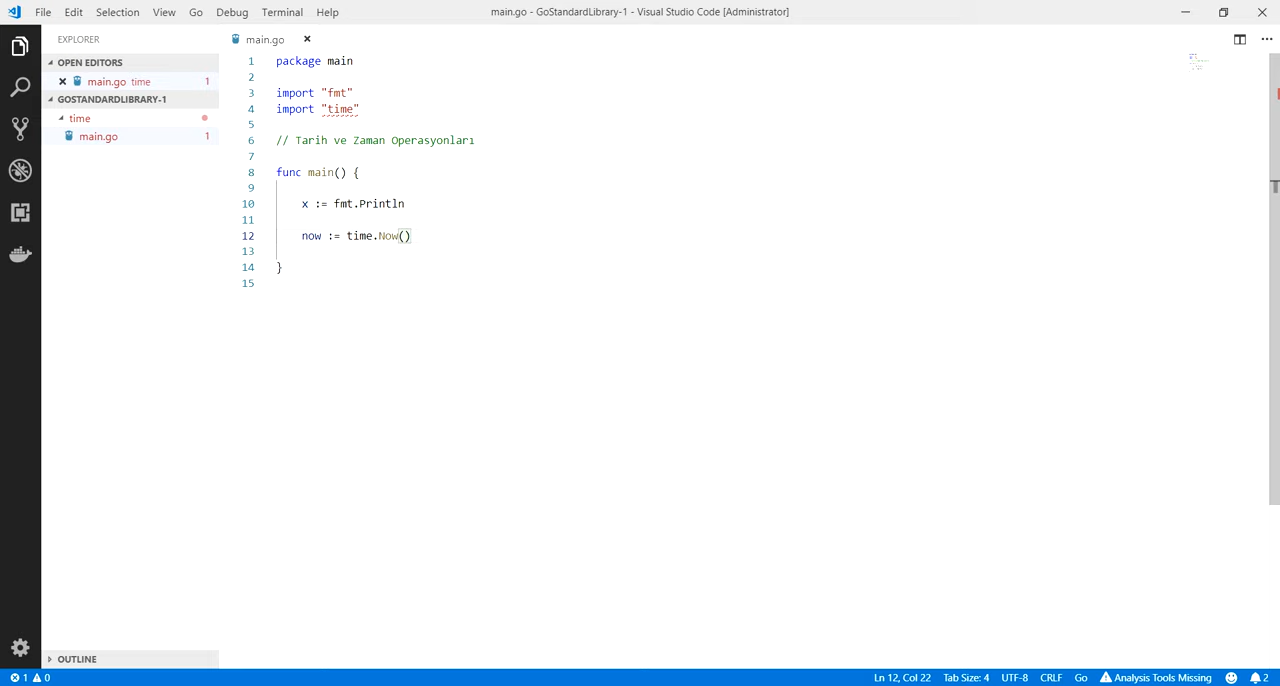 File Edit Selection View Go Debug Terminal Help
main.go - GoStandardLibrary-1 - Visual Studio Code [Administrator]
EXPLORER
OPEN EDITORS
main.go time 1
GOSTANDARDLIBRARY-1
time
main.go 1
OUTLINE
main.go
1 package main
2
3 import "fmt"
4 import "time"
5
6 // Tarih ve Zaman Operasyonları
7
8 func main() {
9
10 x := fmt.Println
11
12 now := time.Now()
13
14 }
15
1 0
Ln 12, Col 22 Tab Size: 4 UTF-8 CRLF Go Analysis Tools Missing 2